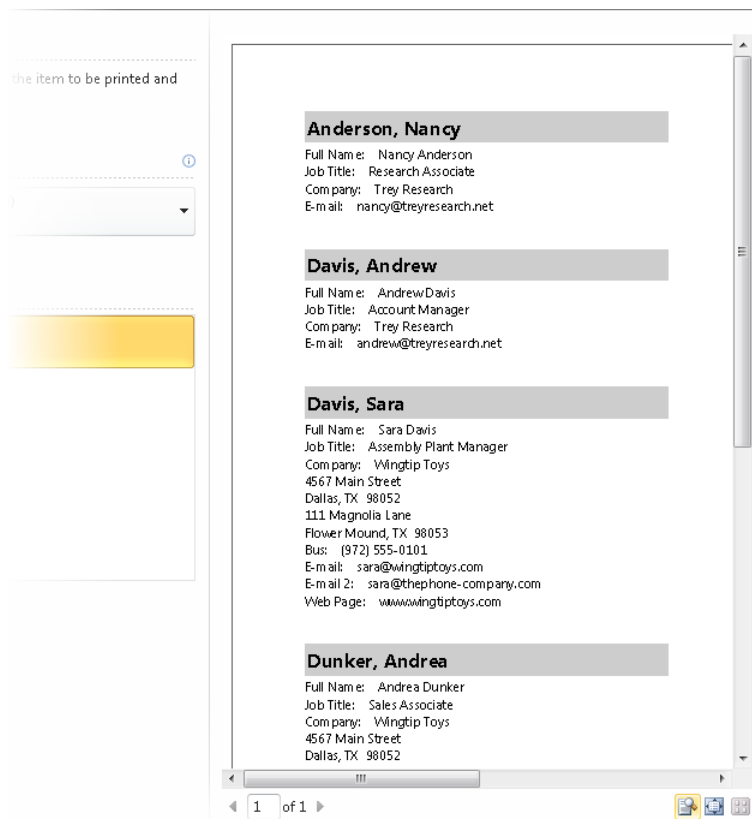 the item to be printed and
Anderson, Nancy
Full Name: Nancy Anderson
Job Title: Research Associate
Company: Trey Research
E-mail: nancy@treyresearch.net
Davis, Andrew
Full Name: Andrew Davis
Job Title: Account Manager
Company: Trey Research
E-mail: andrew@treyresearch.net
Davis, Sara
Full Name: Sara Davis
Job Title: Assembly Plant Manager
Company: Wingtip Toys
4567 Main Street
Dallas, TX 98052
111 Magnolia Lane
Flower Mound, TX 98053
Bus: (972) 555-0101
E-mail: sara@wingtiptoys.com
E-mail 2: sara@thephone-company.com
Web Page: www.wingtiptoys.com
Dunker, Andrea
Full Name: Andrea Dunker
Job Title: Sales Associate
Company: Wingtip Toys
4567 Main Street
Dallas, TX 98052
1 of 1